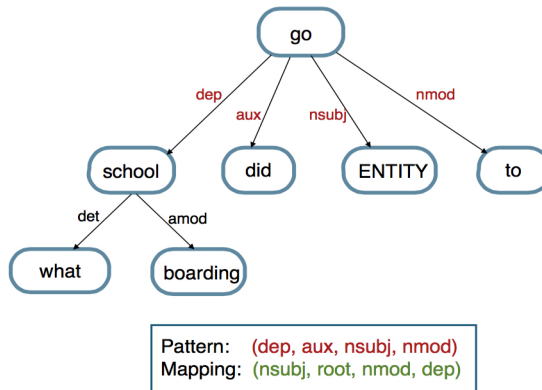 go
dep
aux
nsubj
nmod
school
did
ENTITY
to
det
amod
what
boarding
Pattern: (dep, aux, nsubj, nmod)
Mapping: (nsubj, root, nmod, dep)